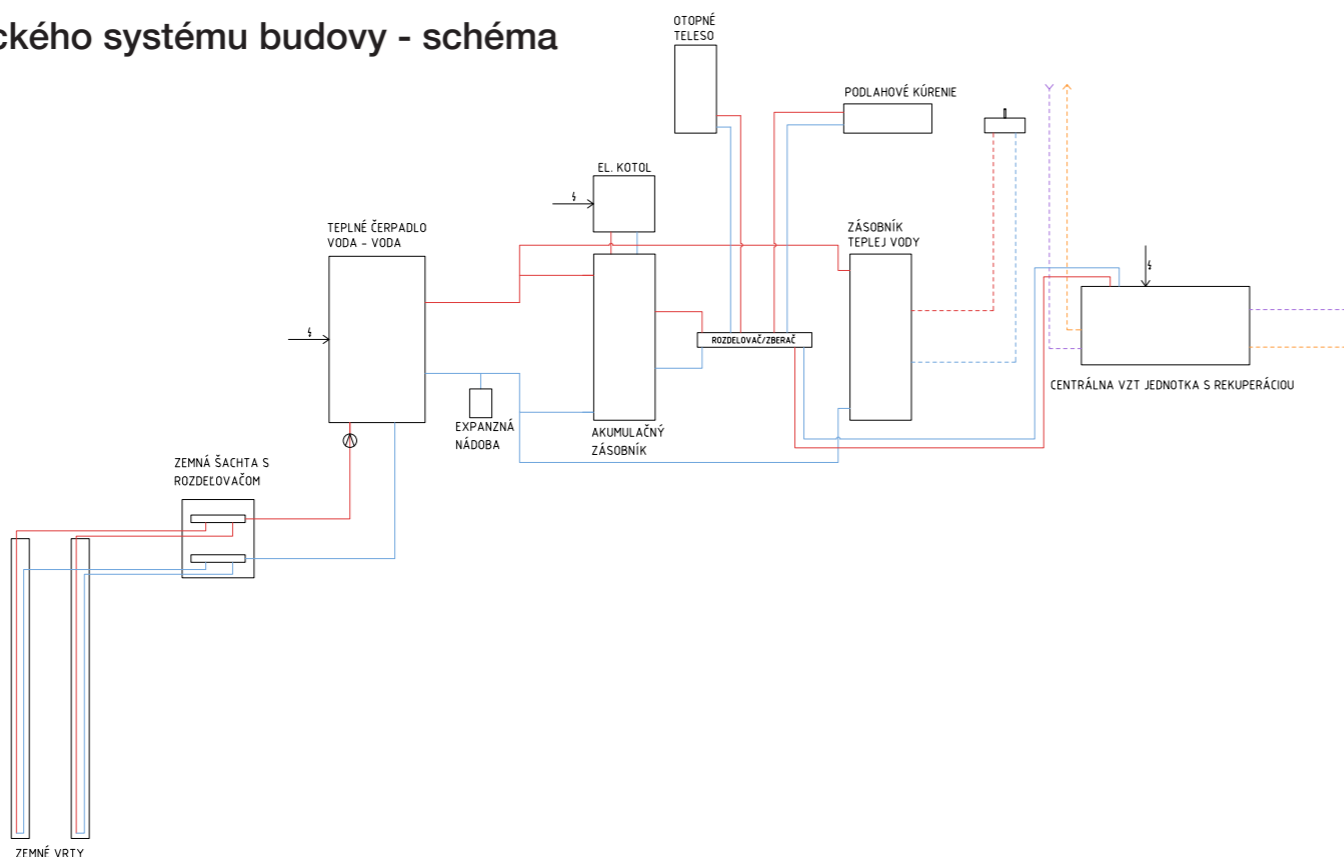 ckého systému budovy - schéma
OTOPNÉ
TELESO
PODLAHOVÉ KÚRENIE
EL. KOTOL
TEPLNÉ ČERPADLO
VODA - VODA
ZÁSOBNÍK
TEPLEJ VODY
ROZDEĽOVAČ/ZBERAČ
CENTRÁLNA VZT JEDNOTKA S REKUPERÁCIOU
EXPANZNÁ
NÁDOBA
AKUMULAČNÝ
ZÁSOBNÍK
ZEMNÁ ŠACHTA S
ROZDEĽOVAČOM
ZEMNÉ VRTY